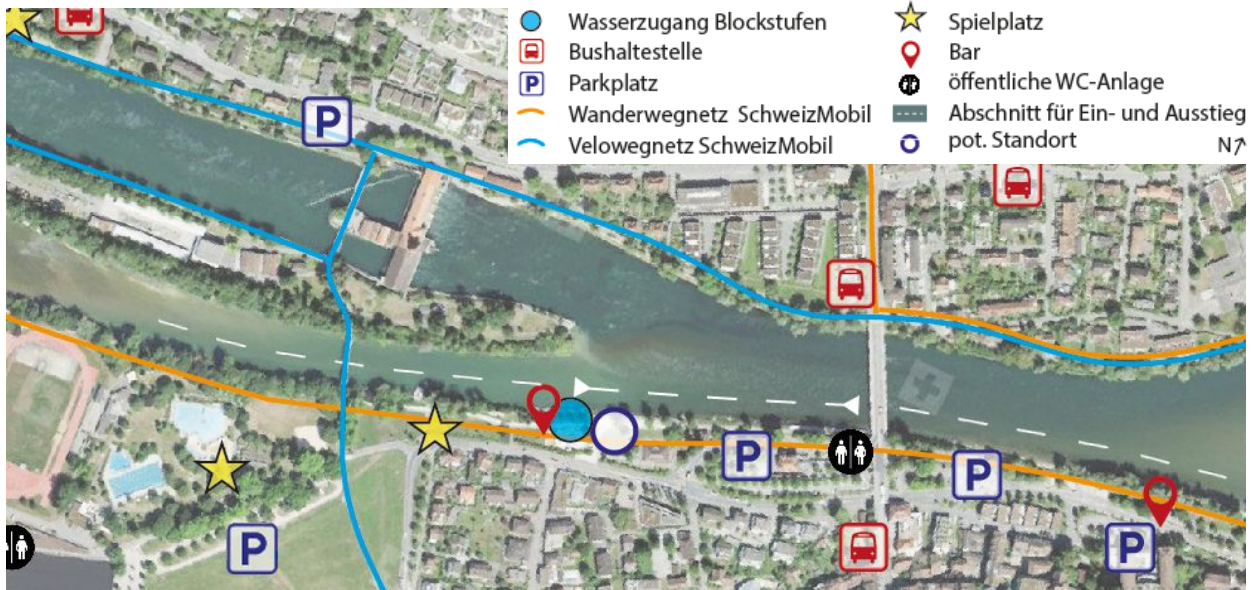 Wasserzugang Blockstufen
Bushaltestelle
P Parkplatz
Wanderwegnetz SchweizMobil
Velowegnetz SchweizMobil
Spielplatz
Bar
öffentliche WC-Anlage
Abschnitt für Ein- und Ausstieg
pot. Standort
N
P
P
P
P
P